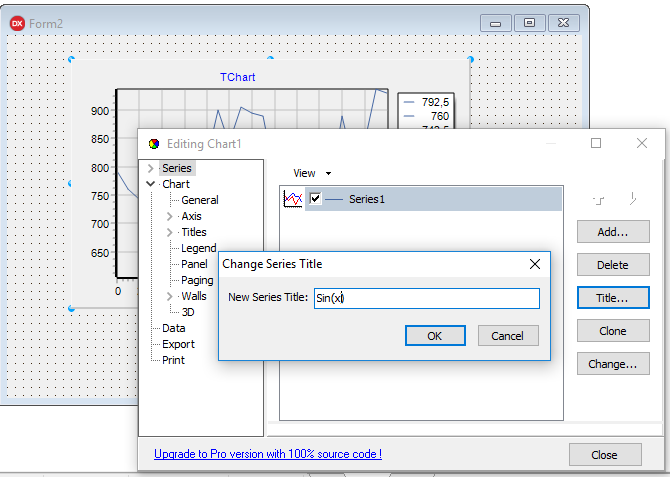 DX Form2
TChart
900
850
800
750
700
650
0
792,5
760
Editing Chart1
Series
Chart
General
Axis
Titles
Legend
Panel
Paging
Walls
3D
Data
Export
Print
View
Series1
Add...
Delete
Title...
Clone
Change...
Change Series Title
New Series Title: Sin(x)
OK Cancel
Upgrade to Pro version with 100% source code !
Close